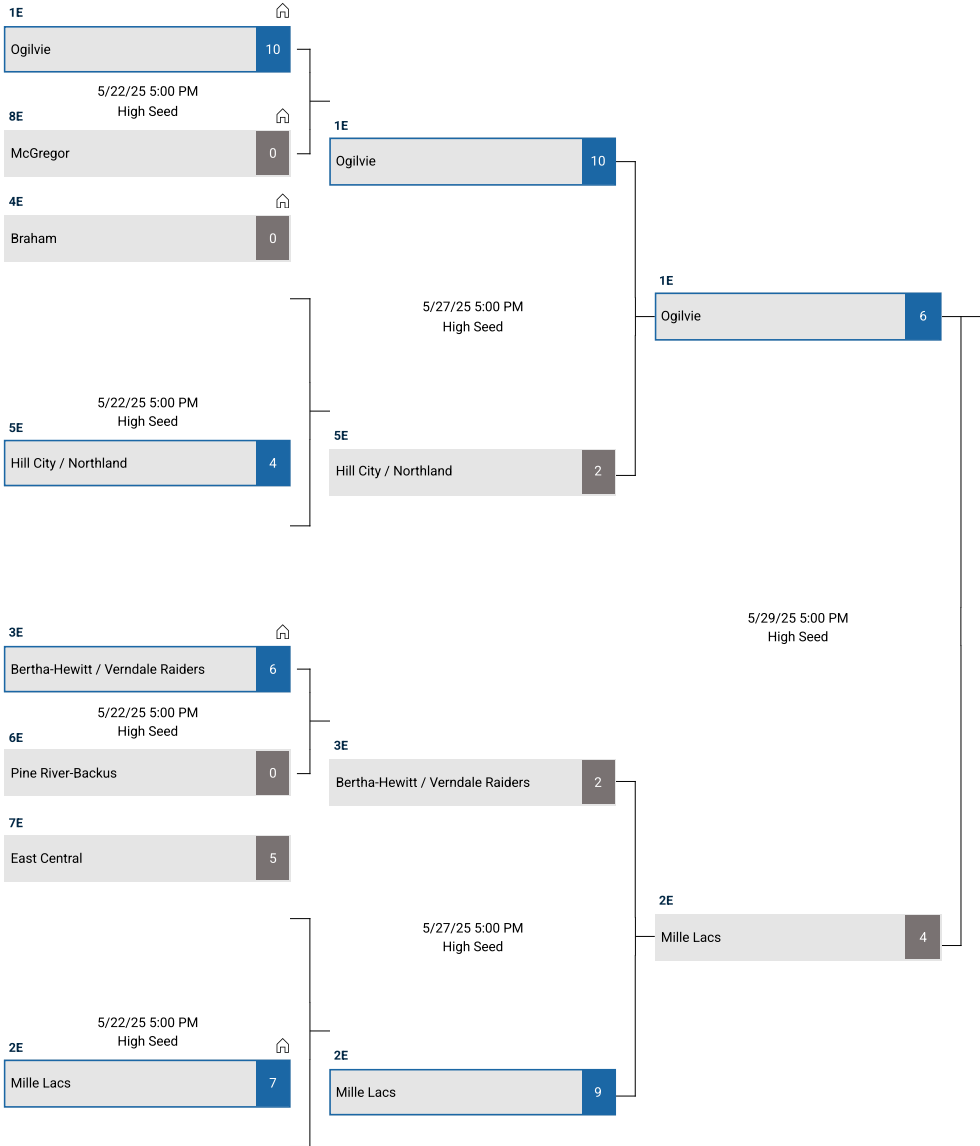 1E
Ogilvie 10
5/22/25 5:00 PM
High Seed
8E
McGregor 0
4E
Braham 0
5/22/25 5:00 PM
High Seed
5E
Hill City / Northland 4
3E
Bertha-Hewitt / Verndale Raiders 6
5/22/25 5:00 PM
High Seed
6E
Pine River-Backus 0
7E
East Central 5
5/22/25 5:00 PM
High Seed
2E
Mille Lacs 7
1E
Ogilvie 10
5/27/25 5:00 PM
High Seed
5E
Hill City / Northland 2
3E
Bertha-Hewitt / Verndale Raiders 2
5/27/25 5:00 PM
High Seed
2E
Mille Lacs 9
1E
Ogilvie 6
5/29/25 5:00 PM
High Seed
2E
Mille Lacs 4